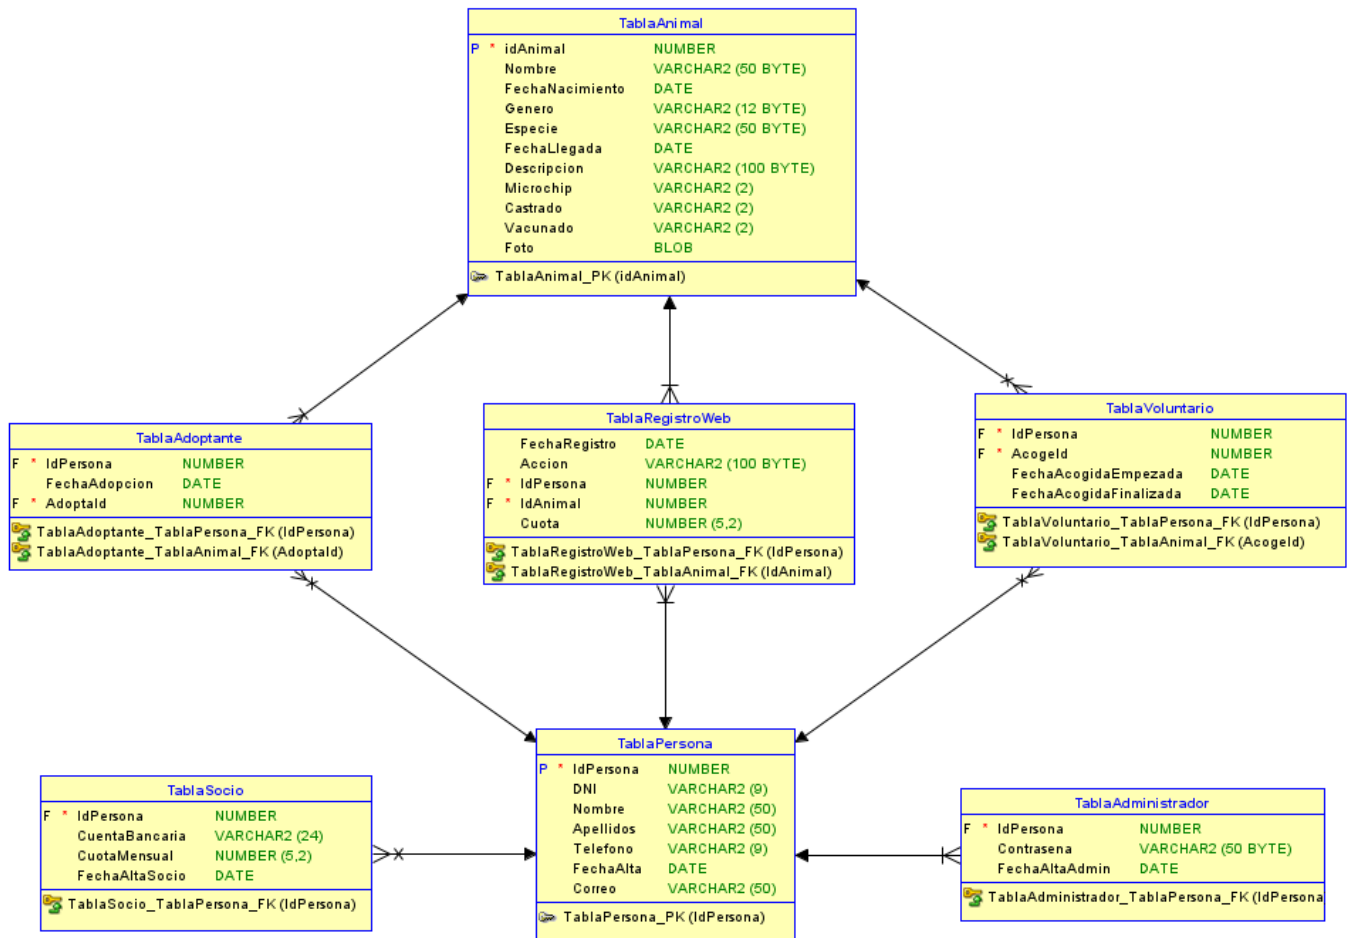 TablaAnimal
P * idAnimal NUMBER
Nombre VARCHAR2 (50 BYTE)
FechaNacimiento DATE
Genero VARCHAR2 (12 BYTE)
Especie VARCHAR2 (50 BYTE)
FechaLlegada DATE
Descripcion VARCHAR2 (100 BYTE)
Microchip VARCHAR2 (2)
Castrado VARCHAR2 (2)
Vacunado VARCHAR2 (2)
Foto BLOB
TablaAnimal_PK (idAnimal)
TablaAdoptante
F * IdPersona NUMBER
FechaAdopcion DATE
F * AdoptaId NUMBER
TablaAdoptante_TablaPersona_FK (IdPersona)
TablaAdoptante_TablaAnimal_FK (AdoptaId)
TablaRegistroWeb
FechaRegistro DATE
Accion VARCHAR2 (100 BYTE)
F * IdPersona NUMBER
F * IdAnimal NUMBER
Cuota NUMBER (5,2)
TablaRegistroWeb_TablaPersona_FK (IdPersona)
TablaRegistroWeb_TablaAnimal_FK (IdAnimal)
TablaVoluntario
F * IdPersona NUMBER
F * AcogeId NUMBER
FechaAcogidaEmpezada DATE
FechaAcogidaFinalizada DATE
TablaVoluntario_TablaPersona_FK (IdPersona)
TablaVoluntario_TablaAnimal_FK (AcogeId)
TablaSocio
F * IdPersona NUMBER
CuentaBancaria VARCHAR2 (24)
CuotaMensual NUMBER (5,2)
FechaAltaSocio DATE
TablaSocio_TablaPersona_FK (IdPersona)
TablaPersona
P * IdPersona NUMBER
DNI VARCHAR2 (9)
Nombre VARCHAR2 (50)
Apellidos VARCHAR2 (50)
Telefono VARCHAR2 (9)
FechaAlta DATE
Correo VARCHAR2 (50)
TablaPersona_PK (IdPersona)
TablaAdministrador
F * IdPersona NUMBER
Contrasena VARCHAR2 (50 BYTE)
FechaAltaAdmin DATE
TablaAdministrador_TablaPersona_FK (IdPersona